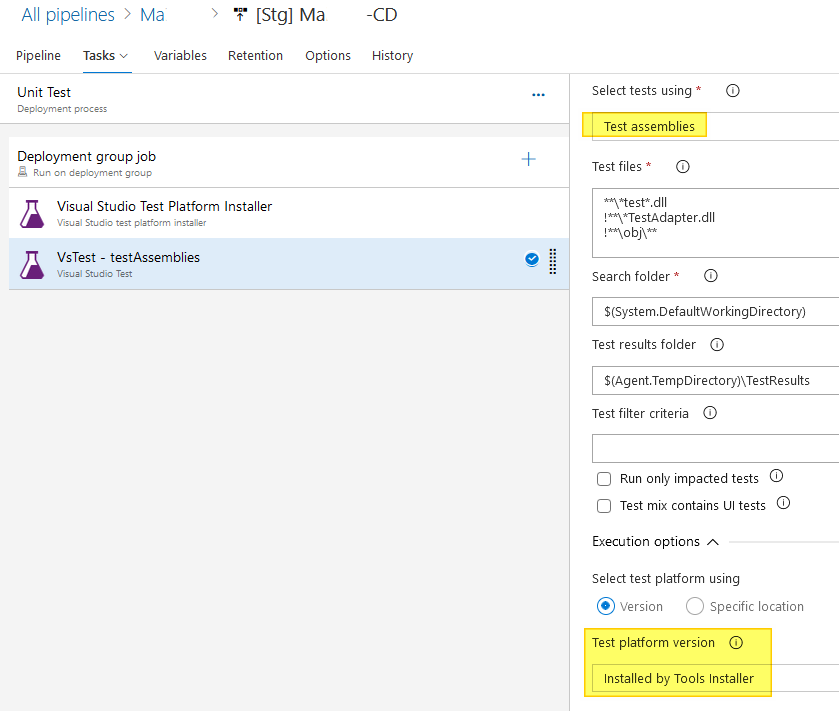 All pipelines > Ma > [Stg] Ma -CD
Pipeline Tasks Variables Retention Options History
Unit Test
Deployment process
Deployment group job
Run on deployment group
Visual Studio Test Platform Installer
Visual Studio test platform installer
VsTest - testAssemblies
Visual Studio Test
Select tests using *
Test assemblies
Test files *
**\*test*.dll
!**\*TestAdapter.dll
!**\obj\**
Search folder *
$(System.DefaultWorkingDirectory)
Test results folder
$(Agent.TempDirectory)\TestResults
Test filter criteria
Run only impacted tests
Test mix contains UI tests
Execution options
Select test platform using
Version Specific location
Test platform version
Installed by Tools Installer